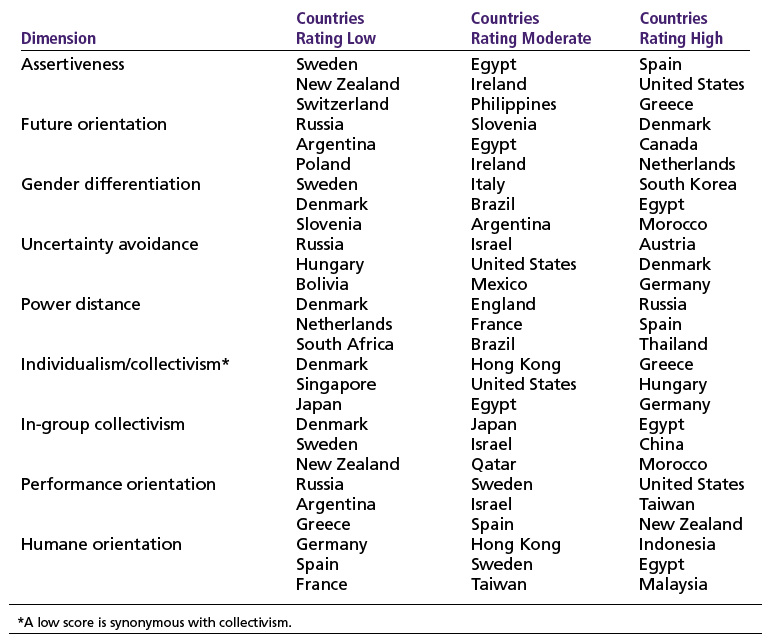 Countries Countries Countries
Dimension Rating Low Rating Moderate Rating High
Assertiveness Sweden Egypt Spain
New Zealand Ireland United States
Switzerland Philippines Greece
Future orientation Russia Slovenia Denmark
Argentina Egypt Canada
Poland Ireland Netherlands
Gender differentiation Sweden Italy South Korea
Denmark Brazil Egypt
Slovenia Argentina Morocco
Uncertainty avoidance Russia Israel Austria
Hungary United States Denmark
Bolivia Mexico Germany
Power distance Denmark England Russia
Netherlands France Spain
South Africa Brazil Thailand
Individualism/collectivism* Denmark Hong Kong Greece
Singapore United States Hungary
Japan Egypt Germany
In-group collectivism Denmark Japan Egypt
Sweden Israel China
New Zealand Qatar Morocco
Performance orientation Russia Sweden United States
Argentina Israel Taiwan
Greece Spain New Zealand
Humane orientation Germany Hong Kong Indonesia
Spain Sweden Egypt
France Taiwan Malaysia
*A low score is synonymous with collectivism.